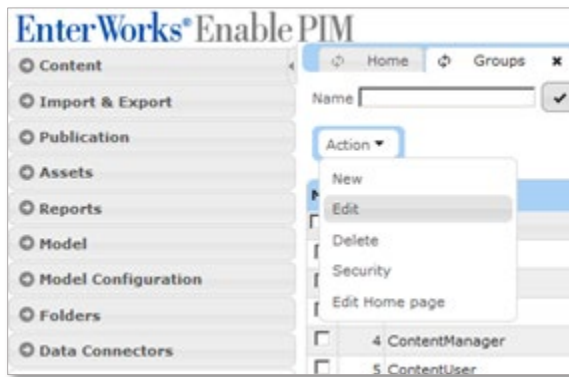 EnterWorks® Enable PIM
Content
Import & Export
Publication
Assets
Reports
Model
Model Configuration
Folders
Data Connectors
Home Groups
Name
Action
New
Edit
Delete
Security
Edit Home page
4 ContentManager
5 ContentUser